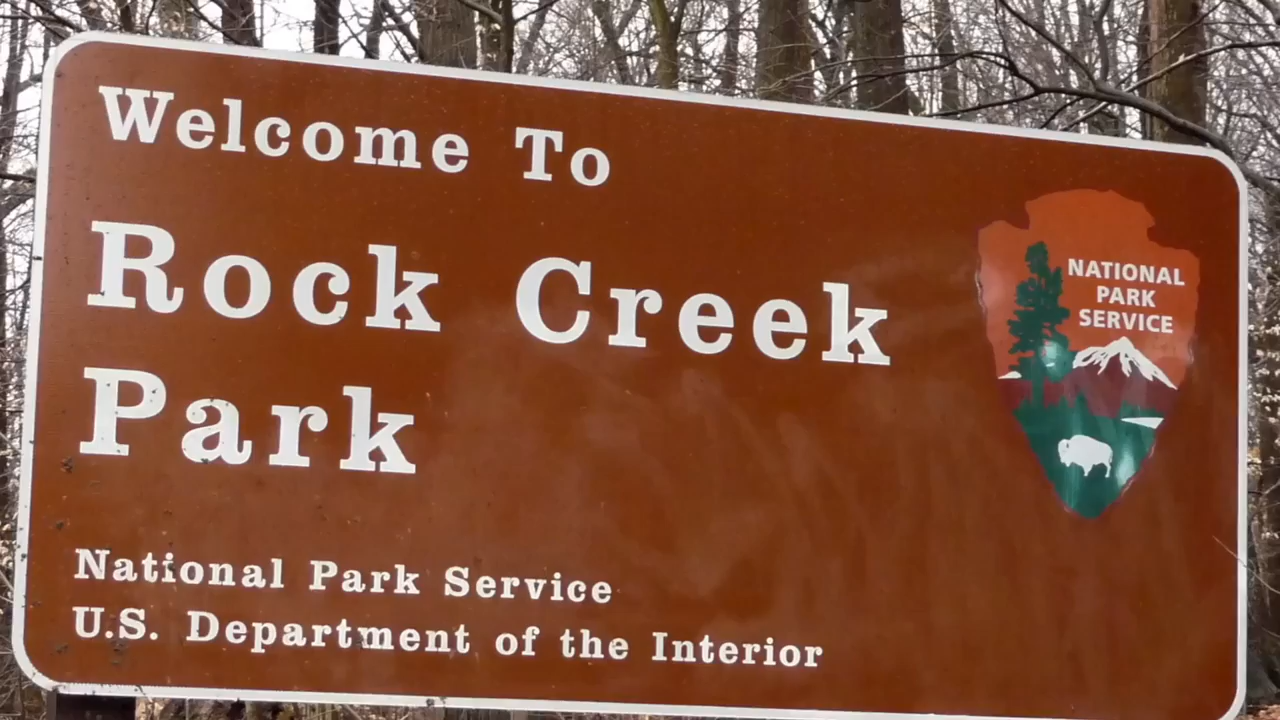 Welcome To
Rock Creek
Park
National Park Service
U.S. Department of the Interior
NATIONAL
PARK
SERVICE